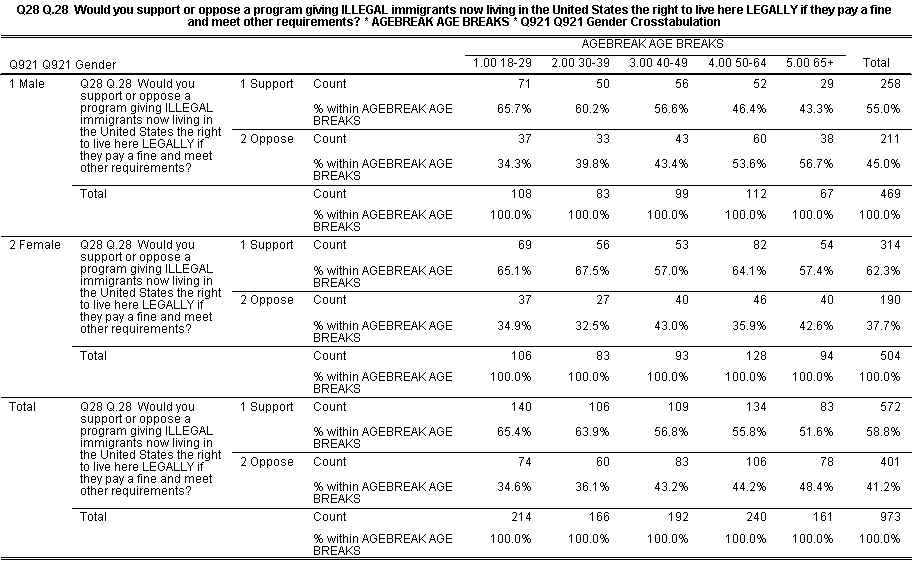 Q28 Q.28 Would you support or oppose a program giving ILLEGAL immigrants now living in the United States the right to live here LEGALLY if they pay a fine
and meet other requirements? * AGEBREAK AGE BREAKS * Q921 Q921 Gender Crosstabulation
AGEBREAK AGE BREAKS
Q921 Q921 Gender 1.00 18-29 2.00 30-39 3.00 40-49 4.00 50-64 5.00 65+ Total
1 Male Q28 Q.28 Would you 1 Support Count 71 50 56 52 29 258
support or oppose a
program giving ILLEGAL % within AGEBREAK AGE 65.7% 60.2% 56.6% 46.4% 43.3% 55.0%
immigrants now living in BREAKS
the United States the right 2 Oppose Count 37 33 43 60 38 211
to live here LEGALLY if
they pay a fine and meet % within AGEBREAK AGE 34.3% 39.8% 43.4% 53.6% 56.7% 45.0%
other requirements? BREAKS
Total Count 108 83 99 112 67 469
% within AGEBREAK AGE 100.0% 100.0% 100.0% 100.0% 100.0% 100.0%
BREAKS
2 Female Q28 Q.28 Would you 1 Support Count 69 56 53 82 54 314
support or oppose a
program giving ILLEGAL % within AGEBREAK AGE 65.1% 67.5% 57.0% 64.1% 57.4% 62.3%
immigrants now living in BREAKS
the United States the right 2 Oppose Count 37 27 40 46 40 190
to live here LEGALLY if
they pay a fine and meet % within AGEBREAK AGE 34.9% 32.5% 43.0% 35.9% 42.6% 37.7%
other requirements? BREAKS
Total Count 106 83 93 128 94 504
% within AGEBREAK AGE 100.0% 100.0% 100.0% 100.0% 100.0% 100.0%
BREAKS
Total Q28 Q.28 Would you 1 Support Count 140 106 109 134 83 572
support or oppose a
program giving ILLEGAL % within AGEBREAK AGE 65.4% 63.9% 56.8% 55.8% 51.6% 58.8%
immigrants now living in BREAKS
the United States the right 2 Oppose Count 74 60 83 106 78 401
to live here LEGALLY if
they pay a fine and meet % within AGEBREAK AGE 34.6% 36.1% 43.2% 44.2% 48.4% 41.2%
other requirements? BREAKS
Total Count 214 166 192 240 161 973
% within AGEBREAK AGE 100.0% 100.0% 100.0% 100.0% 100.0% 100.0%
BREAKS